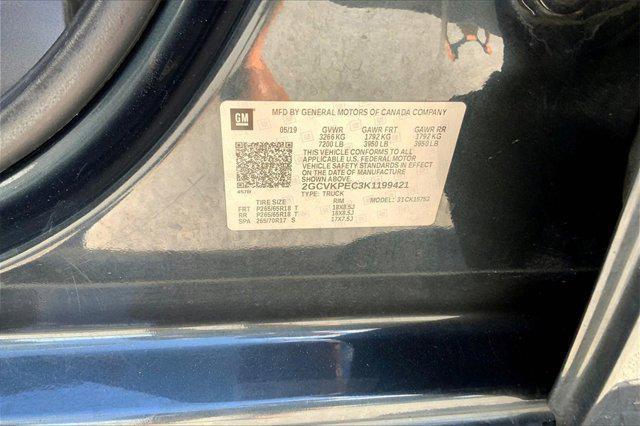 GM
MFD BY GENERAL MOTORS OF CANADA COMPANY
05/19 GVWR GAWR FRT GAWR RR
3266 KG 1792 KG 1792 KG
7200 LB 3950 LB 3950 LB
THIS VEHICLE CONFORMS TO ALL
APPLICABLE U.S. FEDERAL MOTOR
VEHICLE SAFETY STANDARDS IN EFFECT
ON THE DATE OF MANUFACTURE SHOWN ABOVE.
2GCVKPEC3K1199421
TYPE: TRUCK
TIRE SIZE RIM MODEL:
FRT P265/65R18 T 18X8.5J
RR P265/65R18 T 18X8.5J
SPA 265/70R17 S 17X7.5J